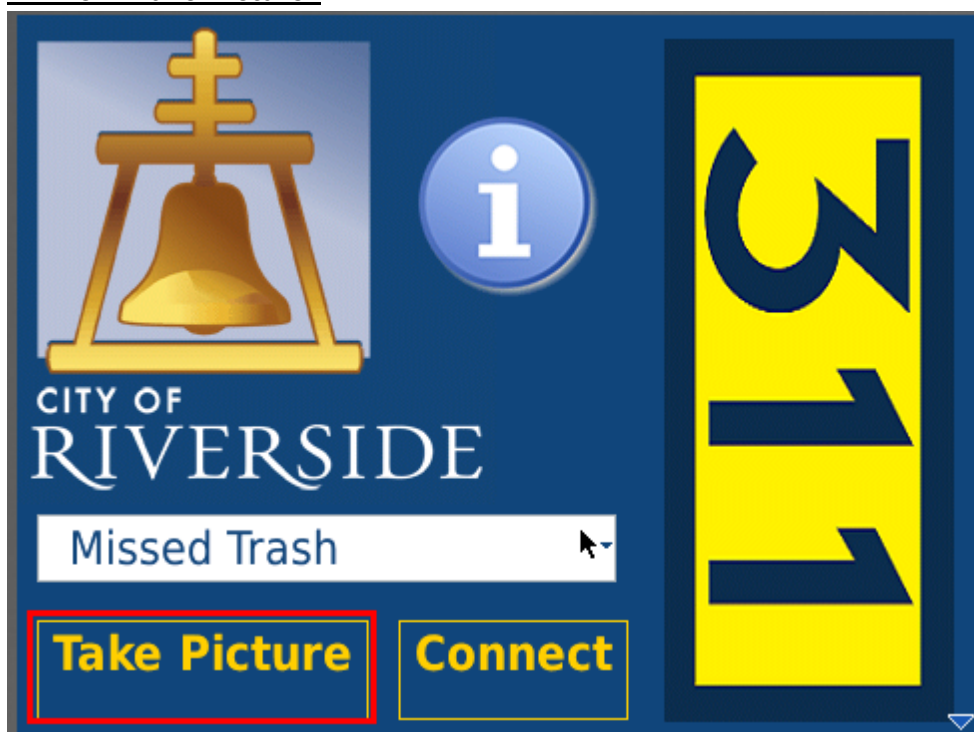 CITY OF
RIVERSIDE
Missed Trash
Take Picture
Connect
311